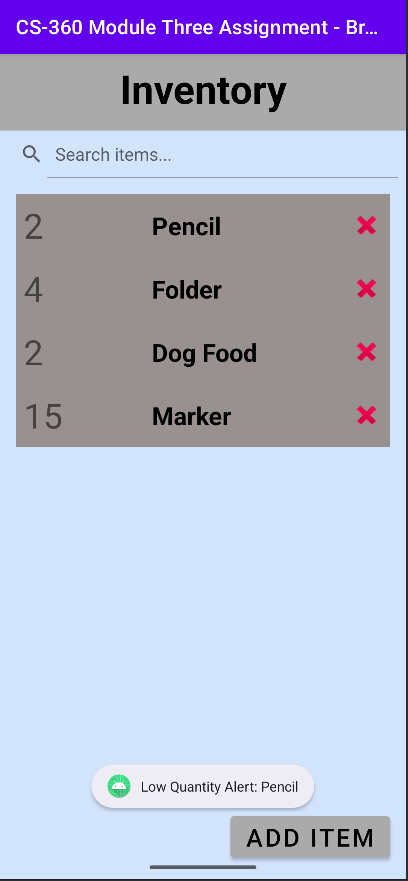 CS-360 Module Three Assignment - Br...
Inventory
Search items...
2 Pencil
4 Folder
2 Dog Food
15 Marker
Low Quantity Alert: Pencil
ADD ITEM